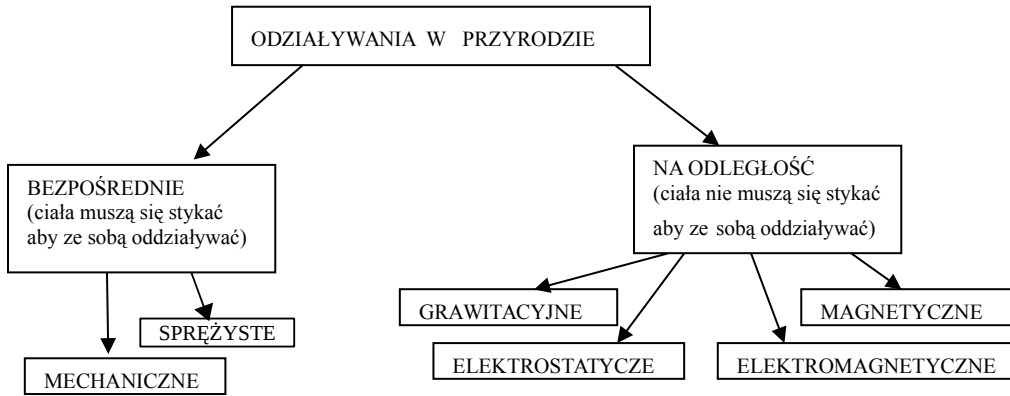 ODZIAŁYWANIA W PRZYRODZIE
BEZPOŚREDNIE
(ciała muszą się stykać
aby ze sobą oddziaływać)
NA ODLEGŁOŚĆ
(ciała nie muszą się stykać
aby ze sobą oddziaływać)
SPRĘŻYSTE
MECHANICZNE
GRAWITACYJNE
MAGNETYCZNE
ELEKTROSTATYCZE
ELEKTROMAGNETYCZNE